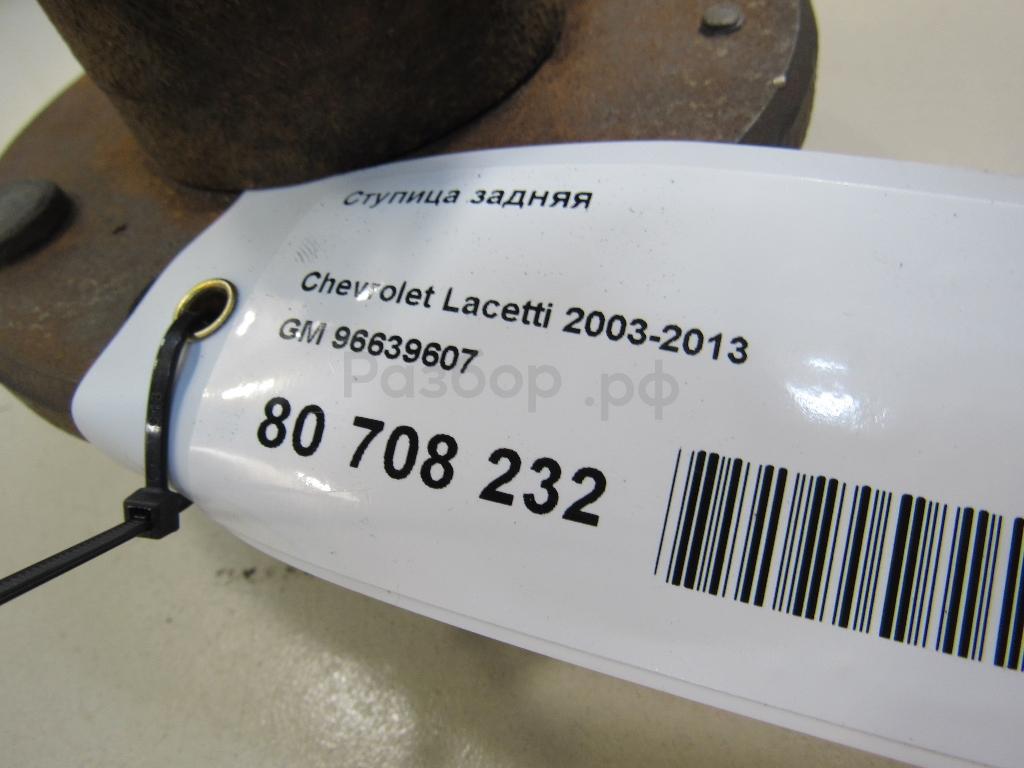 Ступица задняя
Chevrolet Lacetti 2003-2013
GM 96639607
Разбор.рф
80 708 232